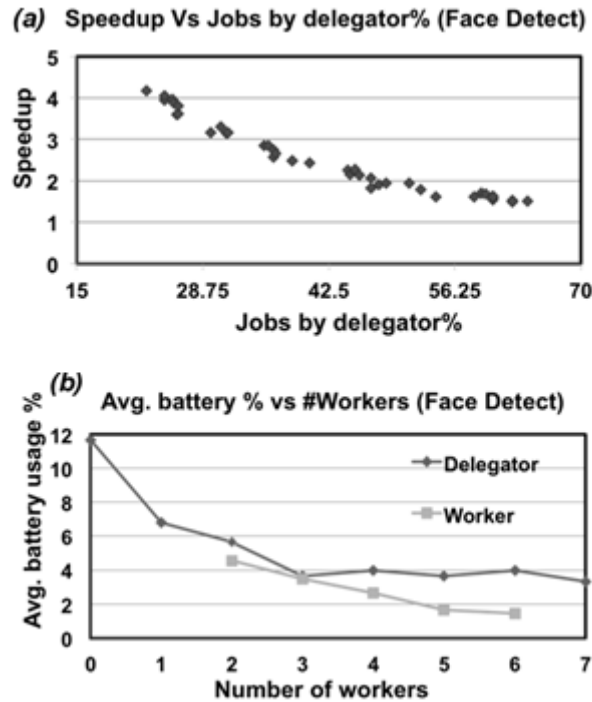 (a) Speedup Vs Jobs by delegator% (Face Detect)
5
4
3
2
1
0
Speedup
15 28.75 42.5 56.25 70
Jobs by delegator%
(b) Avg. battery % vs #Workers (Face Detect)
12
10
8
6
4
2
0
Avg. battery usage %
Delegator
Worker
0 1 2 3 4 5 6 7
Number of workers